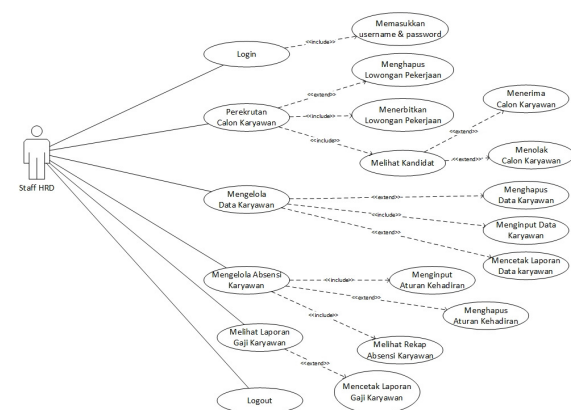 Memasukkan
username & password
<<include>>
Login
Menghapus
Lowongan Pekerjaan
<<extend>>
Perekrutan
Calon Karyawan
<<include>>
Menerbitkan
Lowongan Pekerjaan
<<include>>
Melihat Kandidat
Menerima
Calon Karyawan
<<extend>>
<<extend>>
Menolak
Calon Karyawan
Staff HRD
Mengelola
Data Karyawan
<<extend>>
Menghapus
Data Karyawan
<<include>>
Menginput Data
Karyawan
<<extend>>
Mencetak Laporan
Data karyawan
Mengelola Absensi
Karyawan
<<include>>
Menginput
Aturan Kehadiran
<<extend>>
Menghapus
Aturan Kehadiran
<<include>>
Melihat Rekap
Absensi Karyawan
Melihat Laporan
Gaji Karyawan
<<extend>>
Mencetak Laporan
Gaji Karyawan
Logout